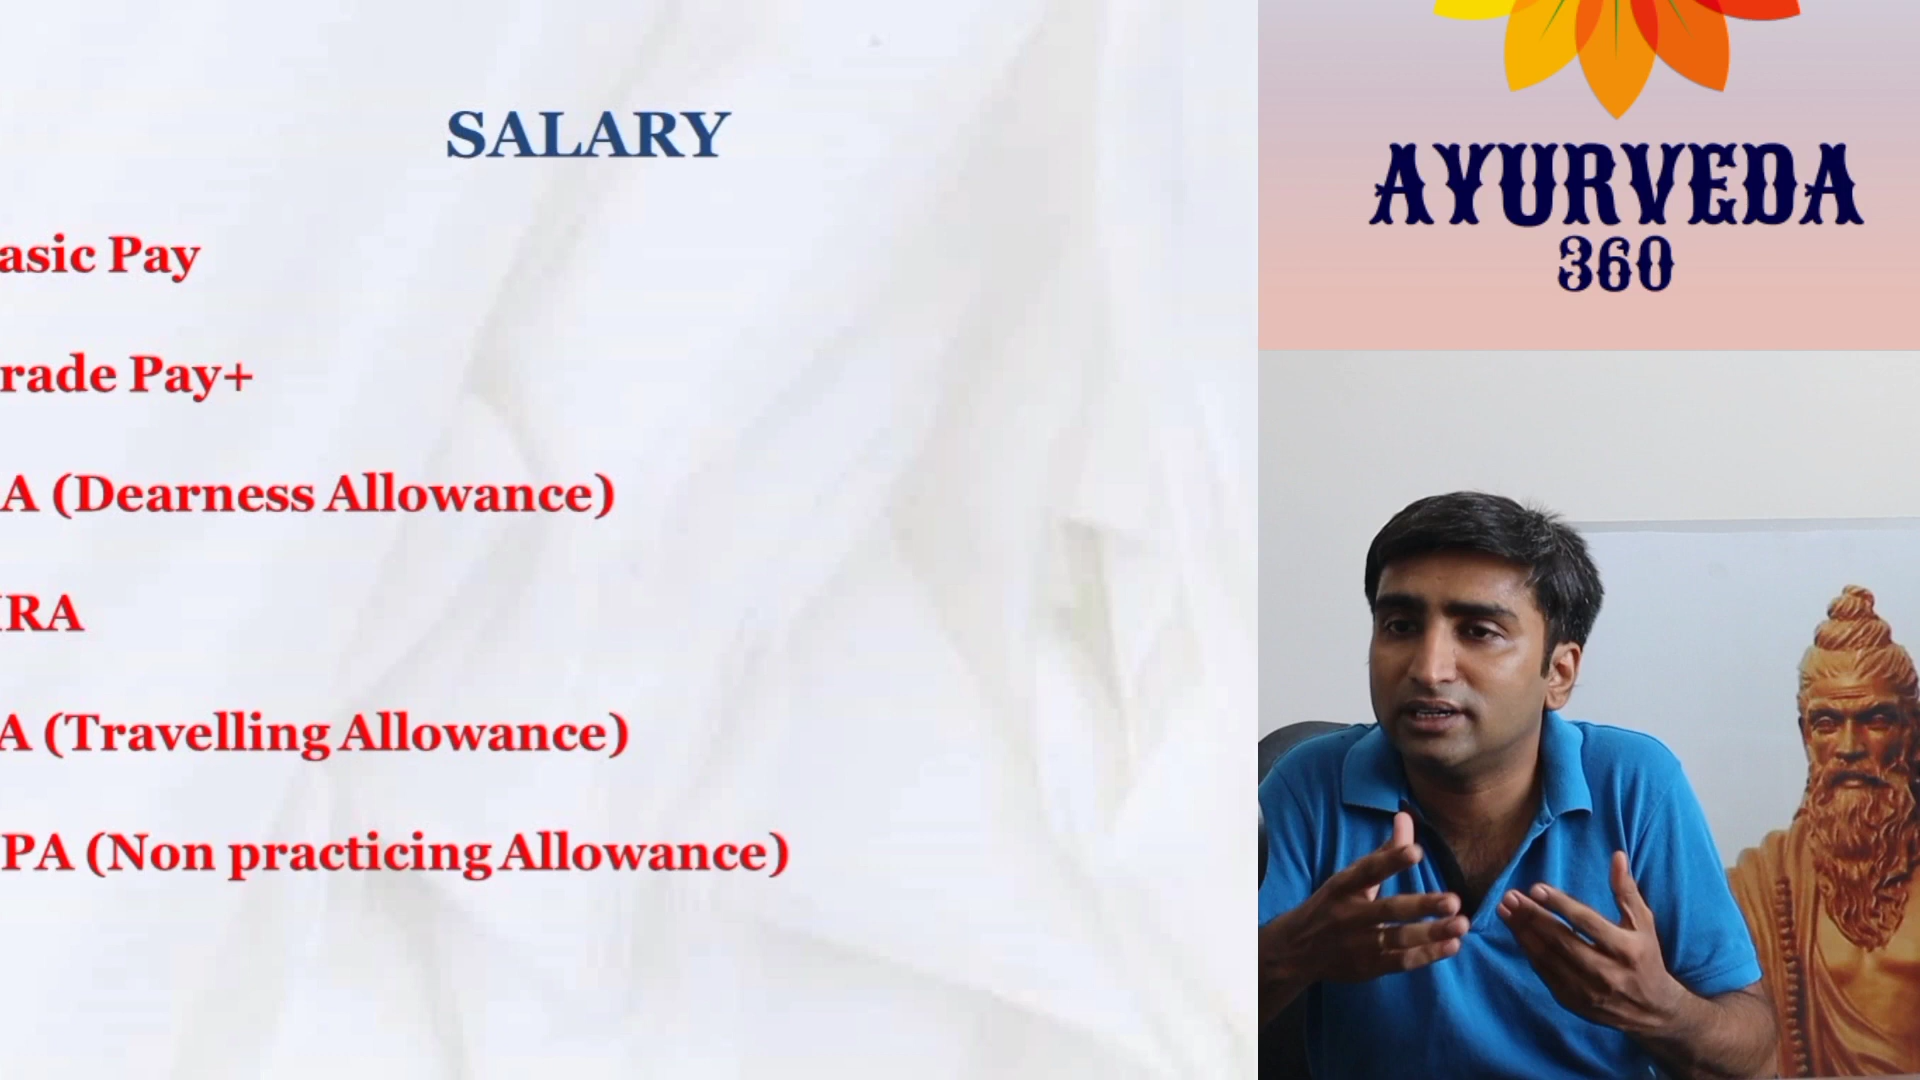 SALARY
asic Pay
rade Pay+
A (Dearness Allowance)
RA
A (Travelling Allowance)
PA (Non practicing Allowance)
AYURVEDA
360